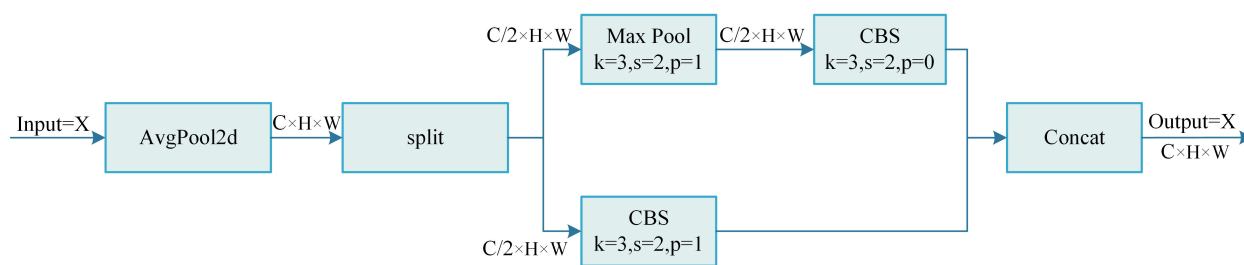 Input=X
AvgPool2d
C×H×W
split
C/2×H×W
Max Pool
k=3,s=2,p=1
C/2×H×W
CBS
k=3,s=2,p=0
C/2×H×W
CBS
k=3,s=2,p=1
Concat
Output=X
C×H×W